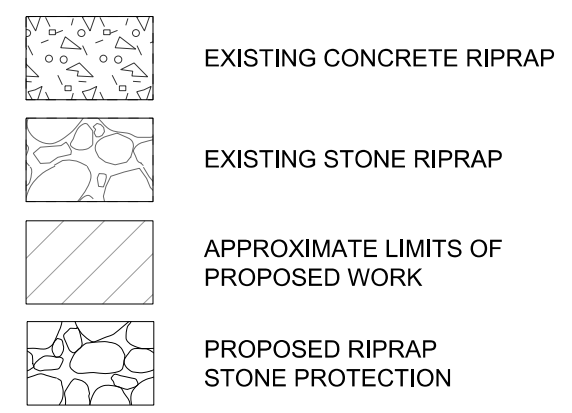 EXISTING CONCRETE RIPRAP
EXISTING STONE RIPRAP
APPROXIMATE LIMITS OF
PROPOSED WORK
PROPOSED RIPRAP
STONE PROTECTION